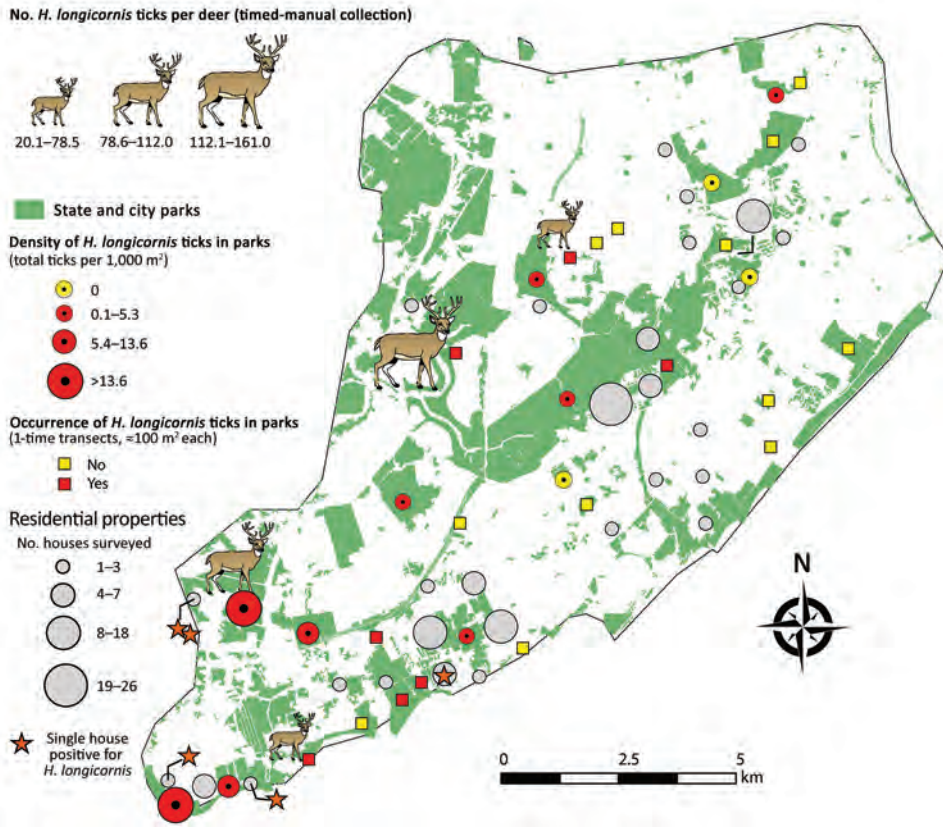 No. H. longicornis ticks per deer (timed-manual collection)
20.1–78.5
78.6–112.0
112.1–161.0
State and city parks
Density of H. longicornis ticks in parks
(total ticks per 1,000 m²)
0
0.1–5.3
5.4–13.6
>13.6
Occurrence of H. longicornis ticks in parks
(1-time transects, ≈100 m² each)
No
Yes
Residential properties
No. houses surveyed
1–3
4–7
8–18
19–26
Single house
positive for
H. longicornis
N
0
2.5
5
km